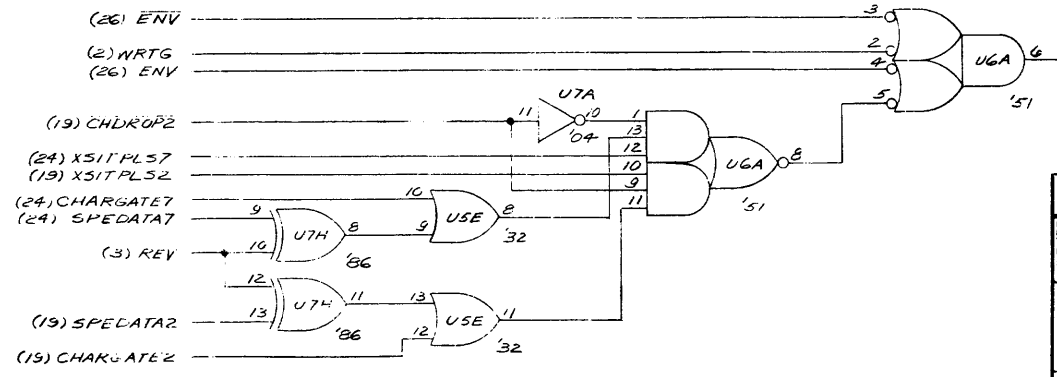 (26) ENV
3
(2) WRTG
2
(26) ENV
4
U6A
6
'51
5
U7A
(19) CHDROP2
11
10
'04
1
13
(24) XSITPLS7
12
(19) XSITPLS2
10
U6A
8
9
'51
(24) CHARGATE7
10
11
(24) SPEDATA7
9
U5E
8
U7H
8
9
'32
(3) REV
10
'86
12
U7H
11
13
(19) SPEDATA2
13
U5E
11
'86
12
'32
(19) CHARGATE2